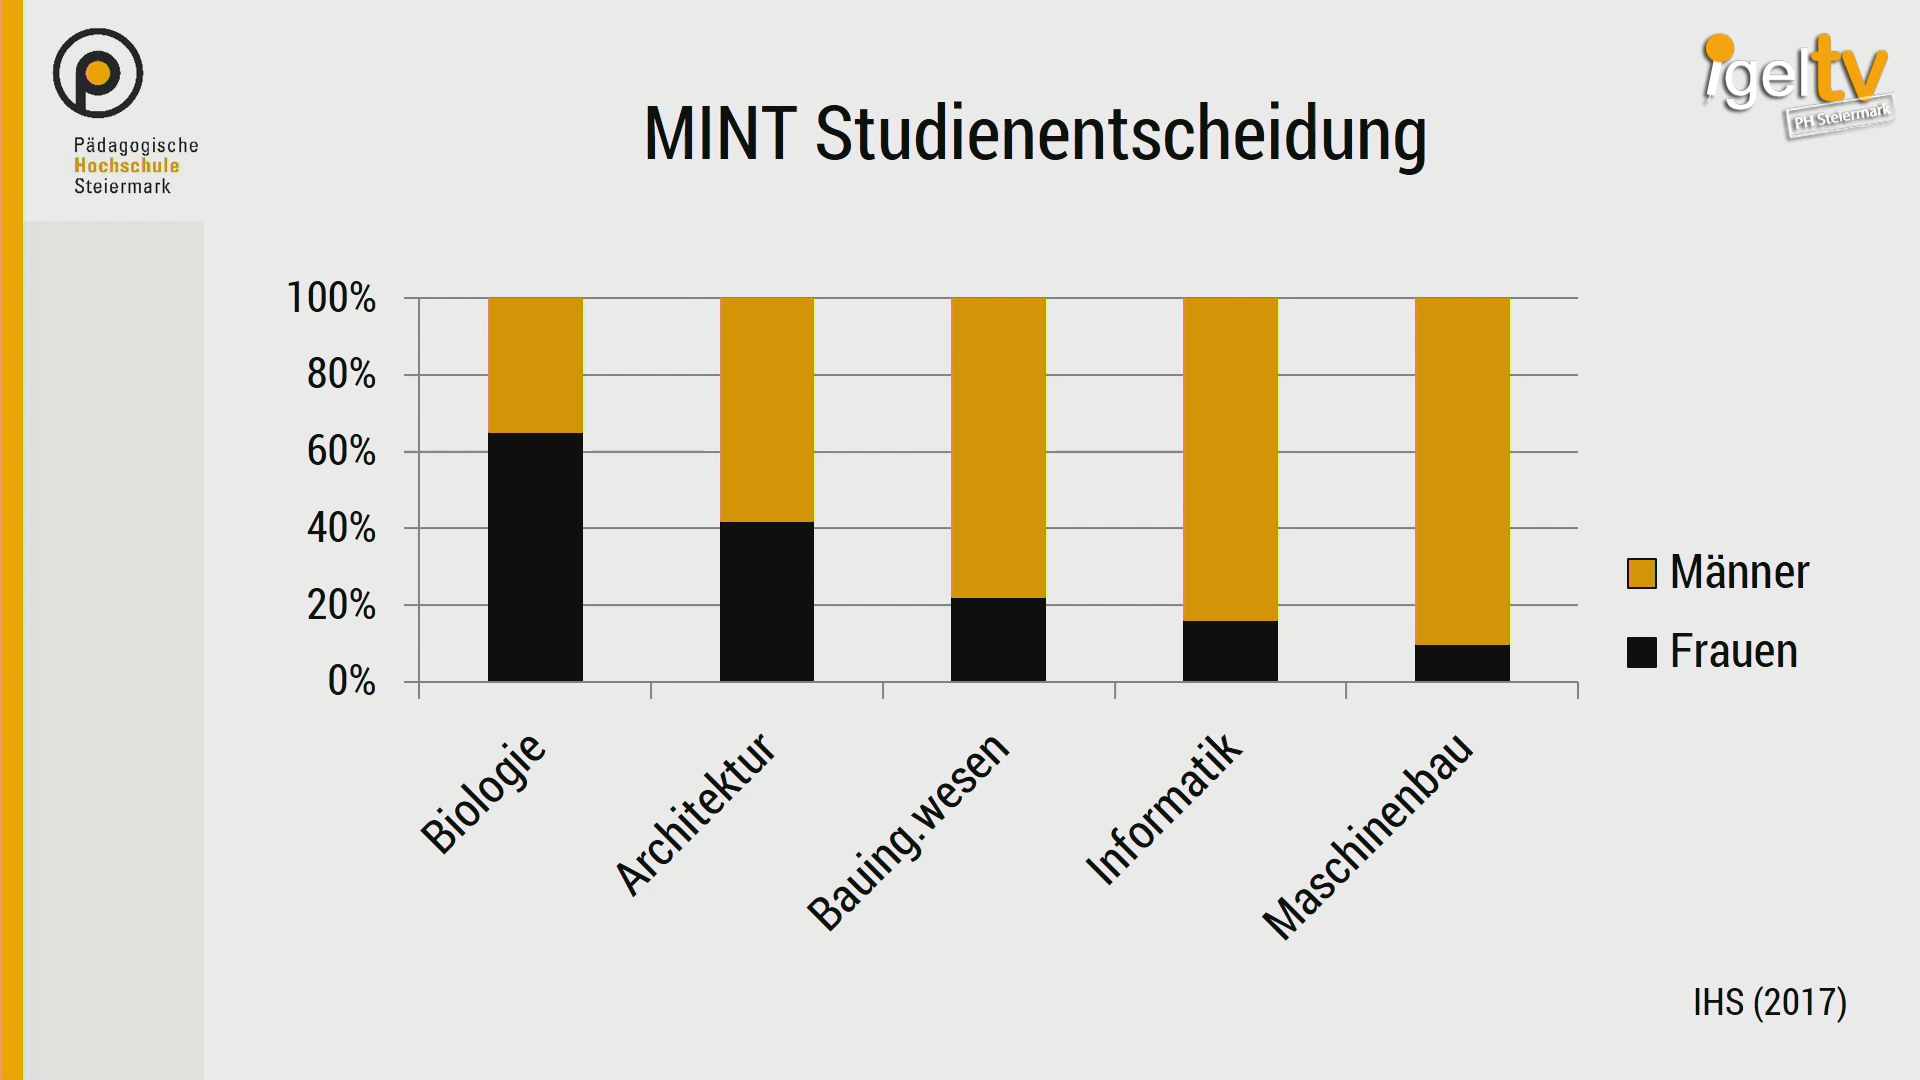 Pädagogische
Hochschule
Steiermark
igeltv
PH Steiermark
MINT Studienentscheidung
100%
80%
60%
40%
20%
0%
Biologie
Architektur
Bauing.wesen
Informatik
Maschinenbau
Männer
Frauen
IHS (2017)